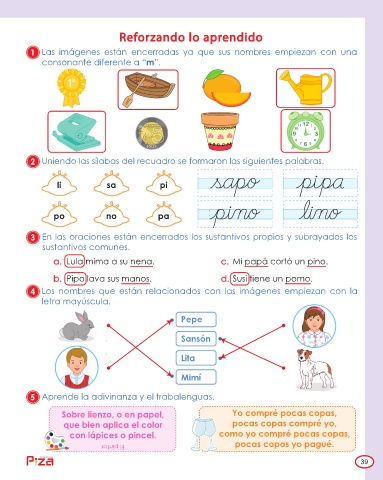 Reforzando lo aprendido
1 Las imágenes están encerradas ya que sus nombres empiezan con una
consonante diferente a “m”.
2 Uniendo las sílabas del recuadro se formaron las siguientes palabras.
li sa pi sapo pipa
po no pa pino limo
3 En las oraciones están encerrados los sustantivos propios y subrayados los
sustantivos comunes.
a. Lula mima a su nena. c. Mi papá cortó un pino.
b. Pipo lava sus manos. d. Susi tiene un pomo.
4 Los nombres que están relacionados con las imágenes empiezan con la
letra mayúscula.
Pepe
Sansón
Lila
Mimí
5 Aprende la adivinanza y el trabalenguas.
Sobre lienzo, o en papel,
que bien aplica el color
con lápices o pincel.
El pintor
Yo compré pocas copas,
pocas copas compré yo,
como yo compré pocas copas,
pocas copas yo pagué.
Piza
39